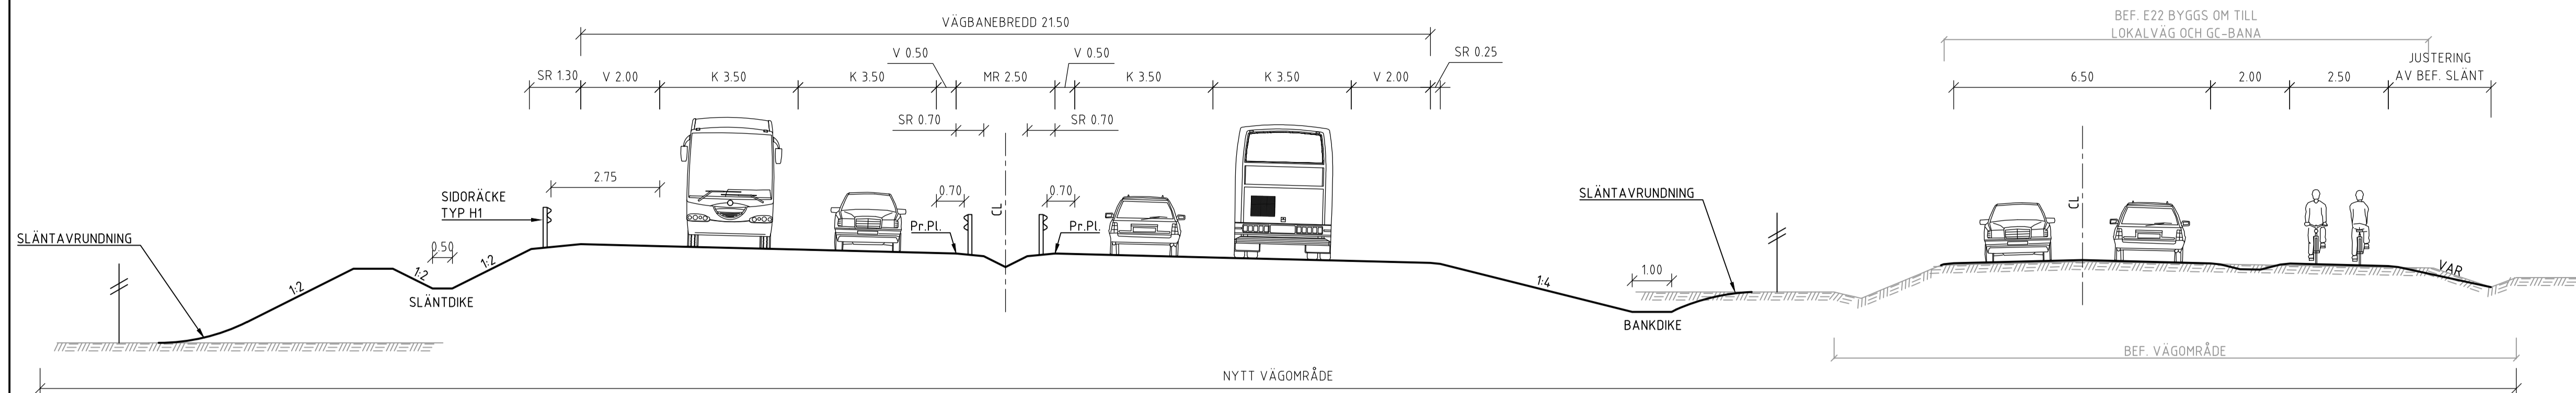 VÄGBANEBREDD 21.50
BEF. E22 BYGGS OM TILL
LOKALVÄG OCH GC-BANA
V 0.50
V 0.50
SR 0.25
JUSTERING
AV BEF. SLÄNT
SR 1.30
V 2.00
K 3.50
K 3.50
MR 2.50
K 3.50
K 3.50
V 2.00
6.50
2.00
2.50
SR 0.70
SR 0.70
2.75
SIDORÄCKE
TYP H1
0.70
0.70
SLÄNTAVRUNDNING
CL
CL
Pr.Pl.
Pr.Pl.
SLÄNTAVRUNDNING
0.50
1:2
1:2
1:2
SLÄNTDIKE
1:4
1.00
BANKDIKE
VAR
BEF. VÄGOMRÅDE
NYTT VÄGOMRÅDE